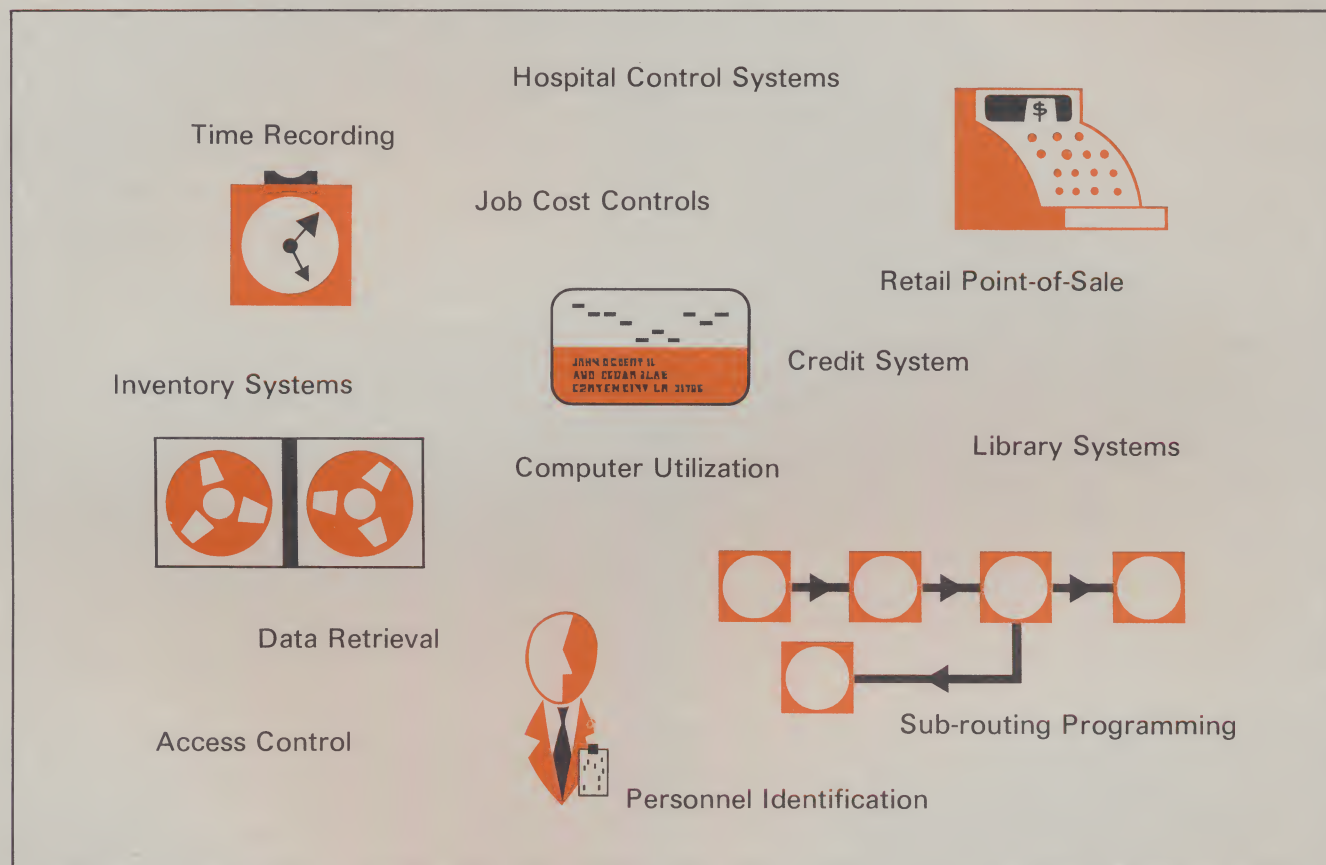 Hospital Control Systems
$
Time Recording
Job Cost Controls
Retail Point-of-Sale
Credit System
Inventory Systems
Library Systems
Computer Utilization
Data Retrieval
Sub-routing Programming
Access Control
Personnel Identification